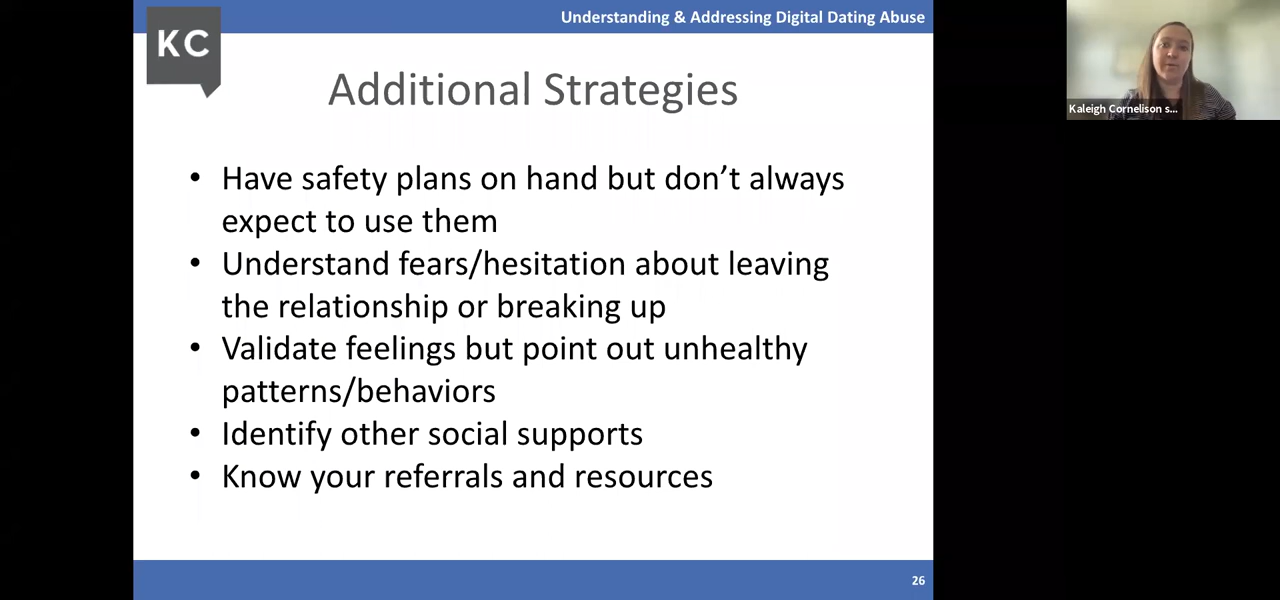 Understanding & Addressing Digital Dating Abuse
KC
Additional Strategies
• Have safety plans on hand but don’t always
expect to use them
• Understand fears/hesitation about leaving
the relationship or breaking up
• Validate feelings but point out unhealthy
patterns/behaviors
• Identify other social supports
• Know your referrals and resources
26
Kaleigh Cornelison s...